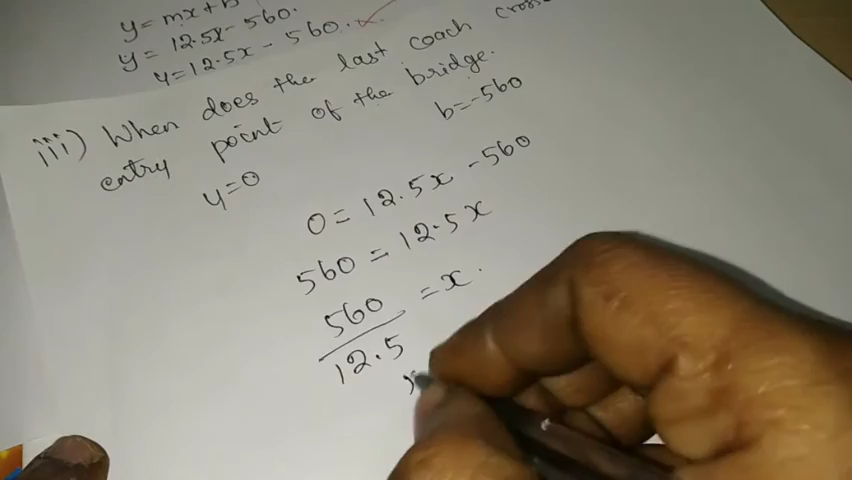 y = mx + b
y = 12.5x - 560.
y = 12.5x - 560.
iii) When does the last coach cross
entry point of the bridge.
y=0
b=-560
0 = 12.5x - 560
560 = 12.5x
560 / 12.5 = x.
x